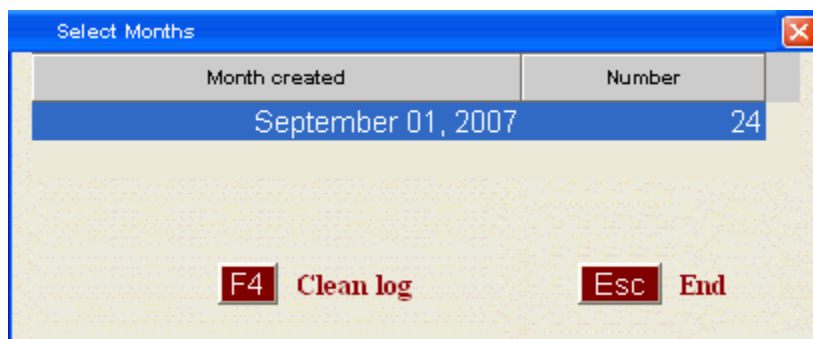 Select Months
Month created Number
September 01, 2007 24
F4 Clean log Esc End